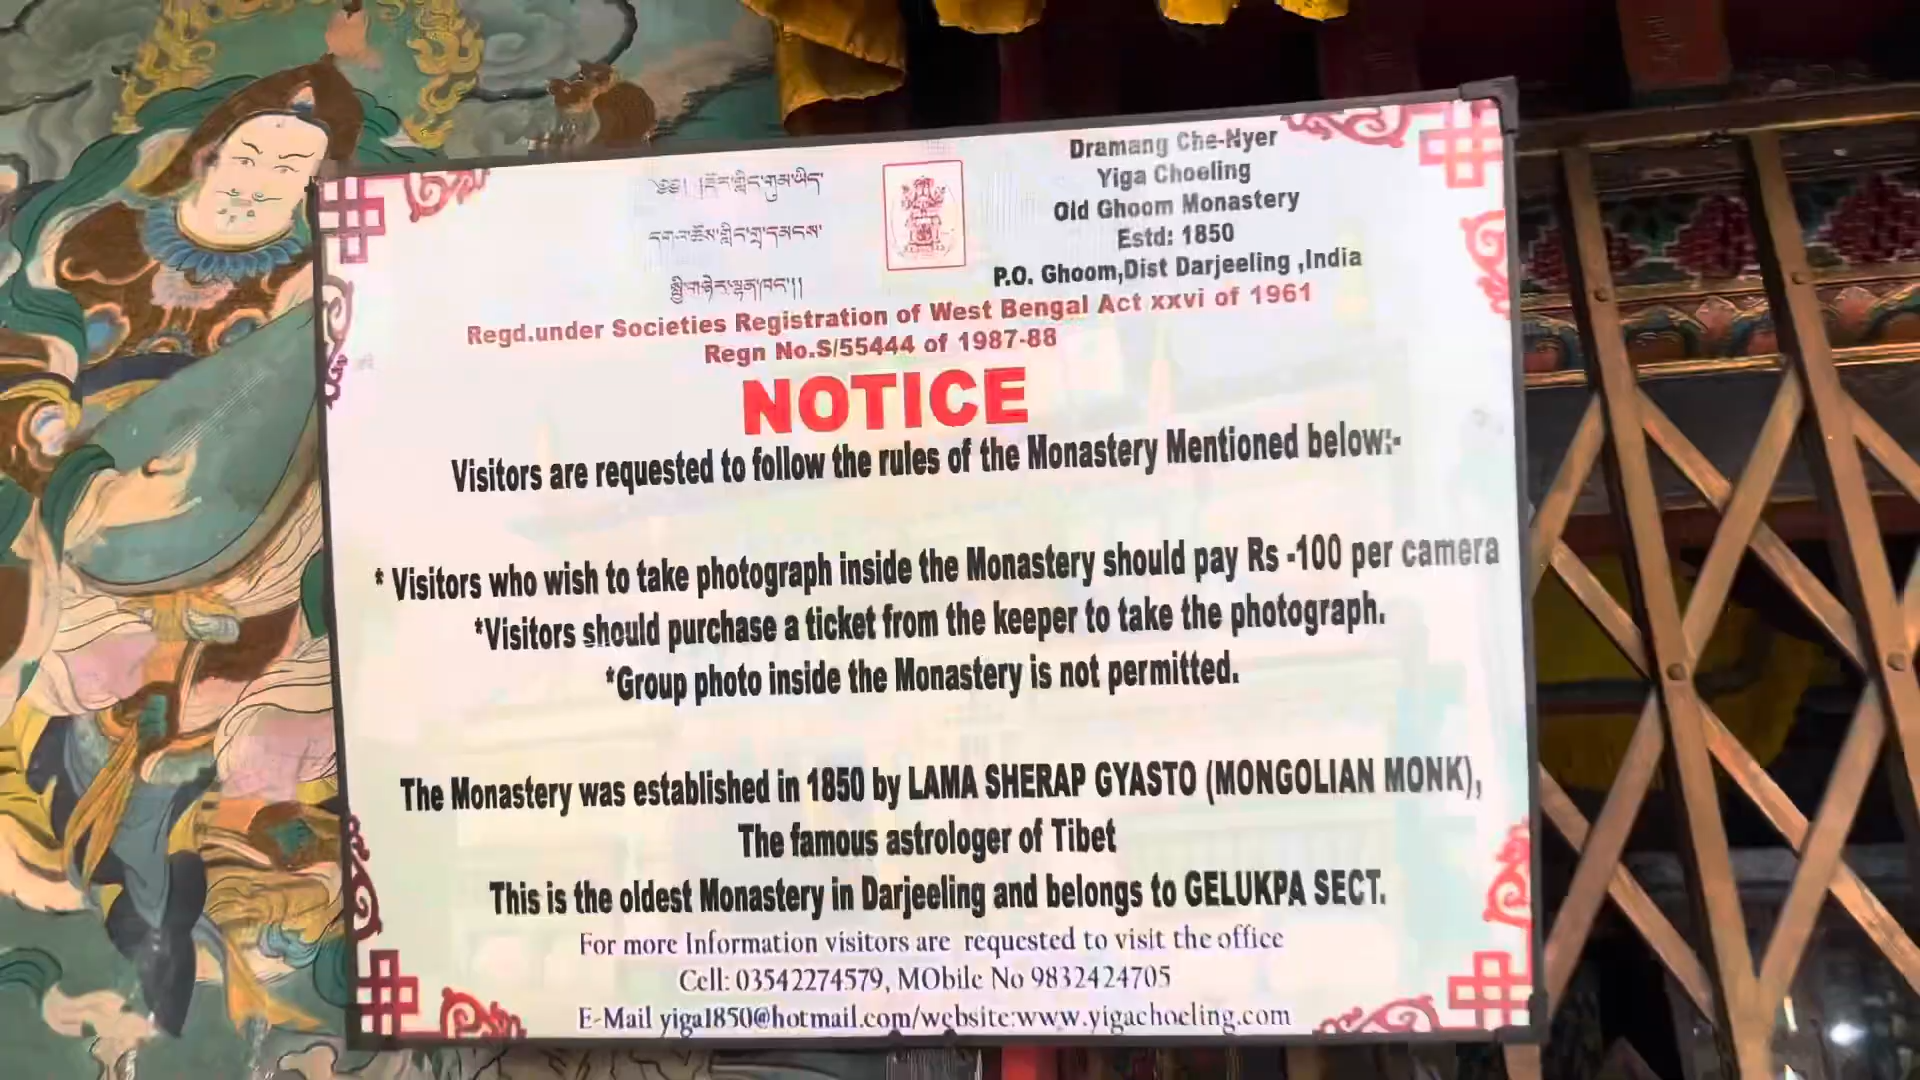 དགའ་ཆོས་གླིང་གྲྭ་དམངས་
Dramang Che-Nyer
Yiga Choeling
Old Ghoom Monastery
Estd: 1850
P.O. Ghoom,Dist Darjeeling ,India
Regd.under Societies Registration of West Bengal Act xxvi of 1961
Regn No.S/55444 of 1987-88
NOTICE
Visitors are requested to follow the rules of the Monastery Mentioned below:-
* Visitors who wish to take photograph inside the Monastery should pay Rs -100 per camera
*Visitors should purchase a ticket from the keeper to take the photograph.
*Group photo inside the Monastery is not permitted.
The Monastery was established in 1850 by LAMA SHERAP GYASTO (MONGOLIAN MONK),
The famous astrologer of Tibet
This is the oldest Monastery in Darjeeling and belongs to GELUKPA SECT.
For more Information visitors are requested to visit the office
Cell: 03542274579, MObile No 9832424705
E-Mail yiga1850@hotmail.com/website:www.yigachoeling.com